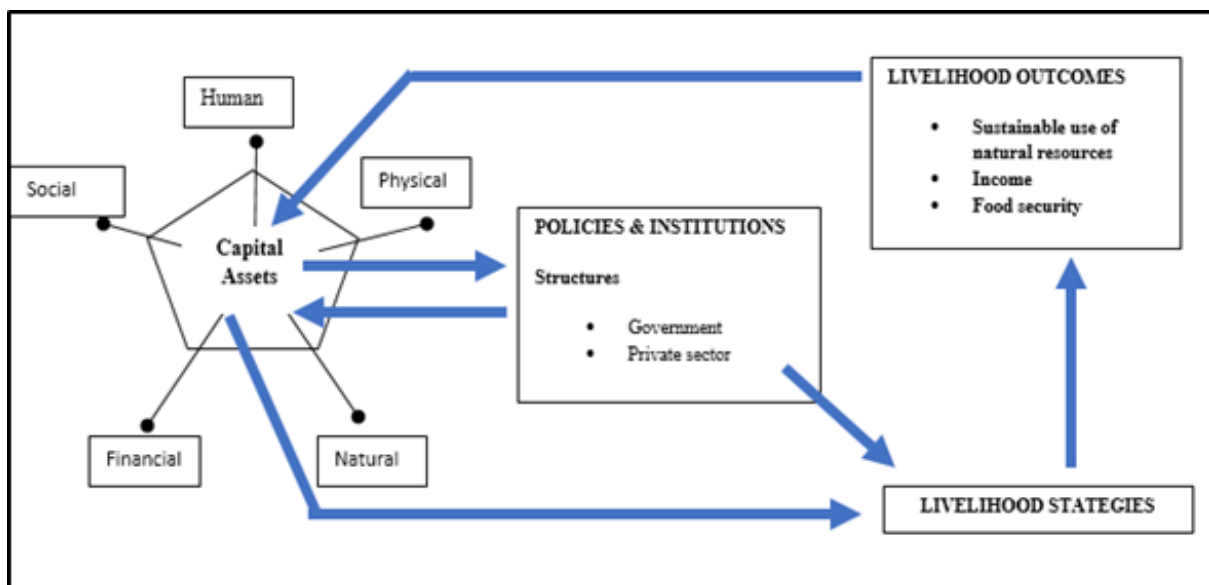 Human
Social
Physical
Capital
Assets
Financial
Natural
POLICIES & INSTITUTIONS
Structures
• Government
• Private sector
LIVELIHOOD OUTCOMES
• Sustainable use of
natural resources
• Income
• Food security
LIVELIHOOD STATEGIES